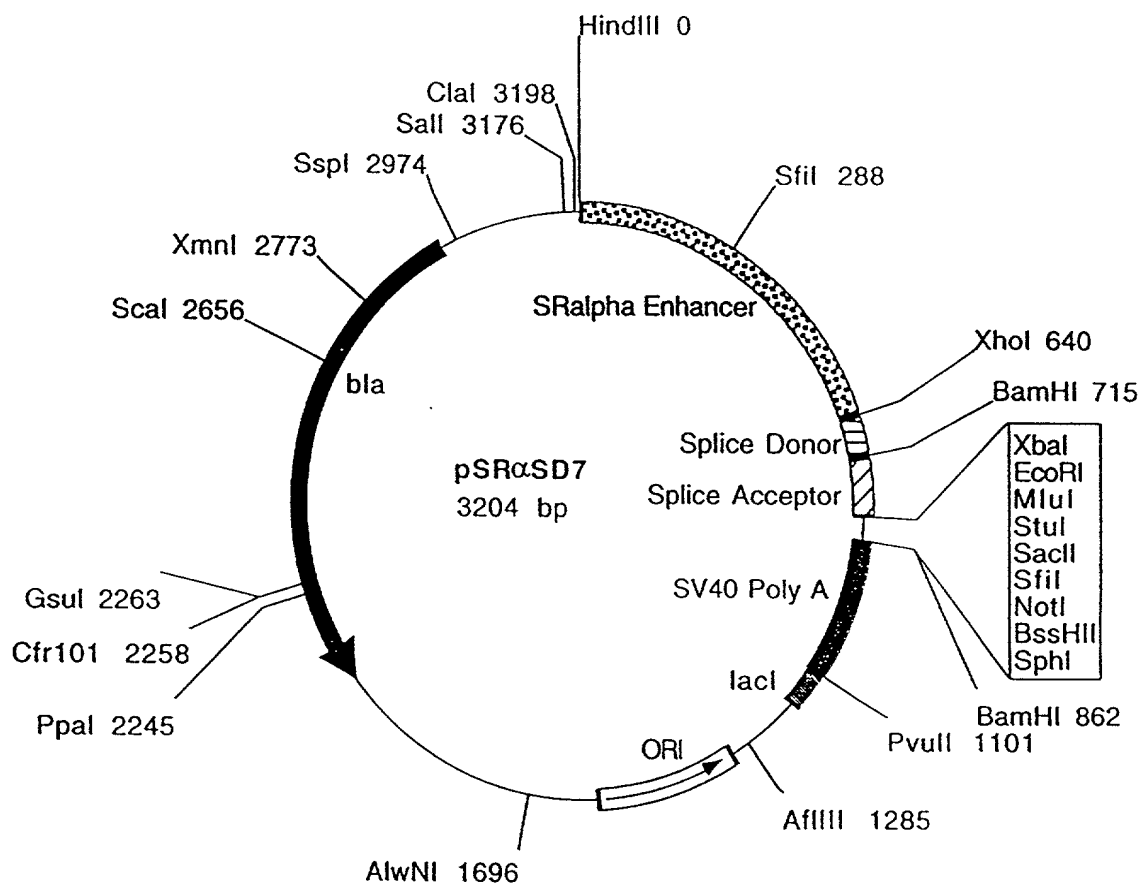 HindIII 0
ClaI 3198
SalI 3176
SspI 2974
SfiI 288
XmnI 2773
SRalpha Enhancer
ScaI 2656
XhoI 640
bla
BamHI 715
Splice Donor
XbaI
EcoRI
MluI
StuI
SacII
SfiI
NotI
BssHII
SphI
pSRαSD7
3204 bp
Splice Acceptor
SV40 Poly A
GsuI 2263
Cfr101 2258
PpaI 2245
lacI
BamHI 862
PvuII 1101
ORI
AflIII 1285
AlwNI 1696